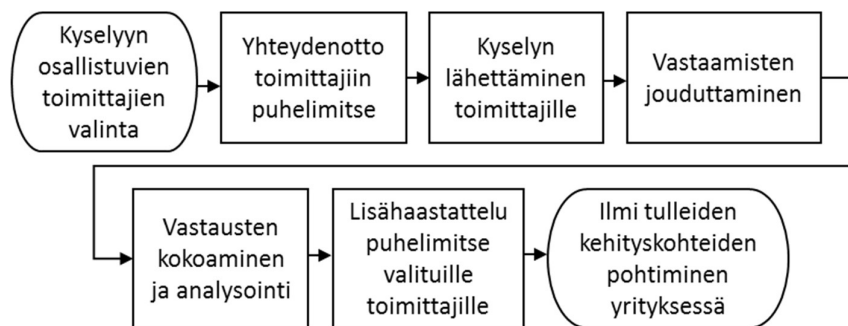 Kyselyyn
osallistuvien
toimittajien
valinta
Yhteydenotto
toimittajiin
puhelimitse
Kyselyn
lähettäminen
toimittajille
Vastaamisten
jouduttaminen
Vastausten
kokoaminen
ja analysointi
Lisähaastattelu
puhelimitse
valituille
toimittajille
Ilmi tulleiden
kehityskohteiden
pohtiminen
yrityksessä